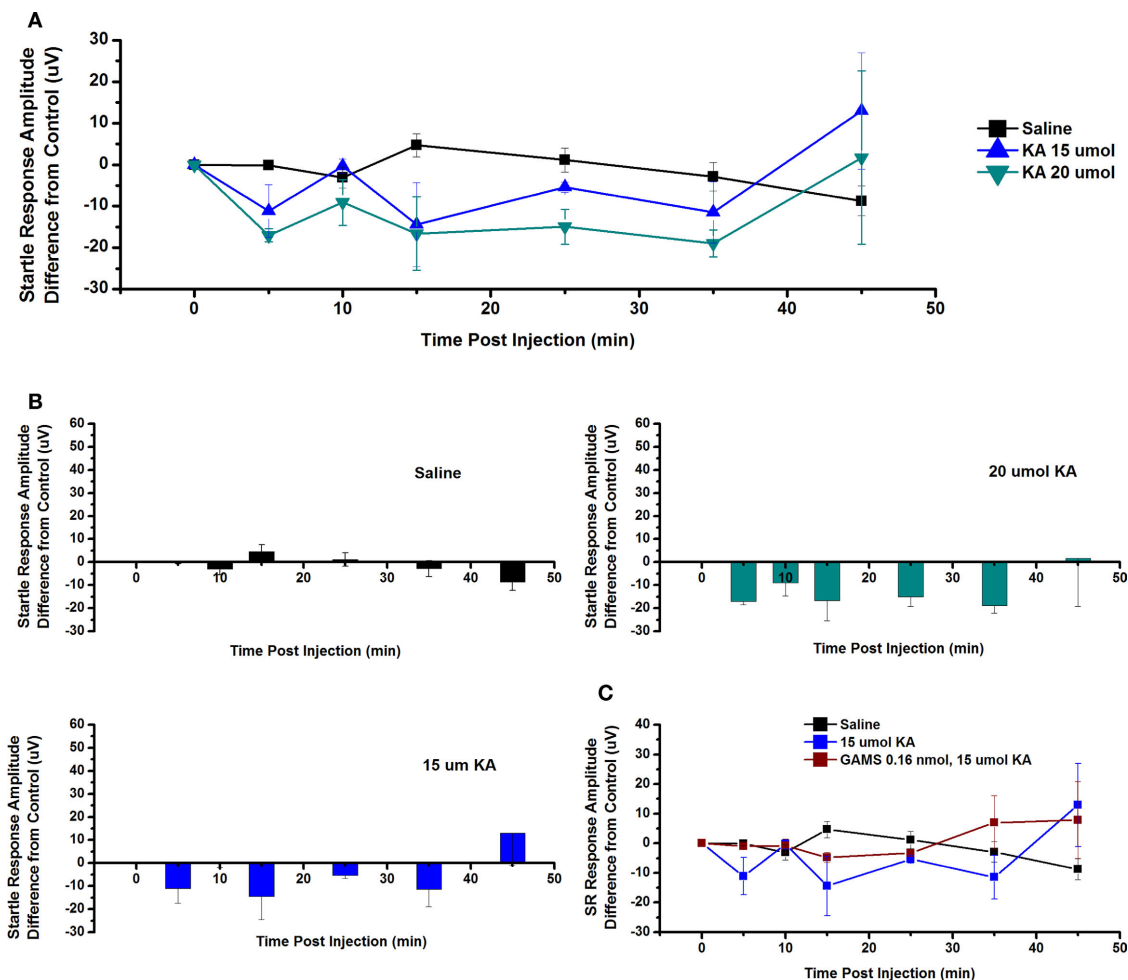 A
Startle Response Amplitude
Difference from Control (uV)
30
20
10
0
-10
-20
-30
0
10
20
30
40
50
Time Post Injection (min)
Saline
KA 15 umol
KA 20 umol
B
Startle Response Amplitude
Difference from Control (uV)
60
50
40
30
20
10
0
-10
-20
-30
0
10
20
30
40
50
Saline
Time Post Injection (min)
Startle Response Amplitude
Difference from Control (uV)
60
50
40
30
20
10
0
-10
-20
-30
0
10
20
30
40
50
20 umol KA
Time Post Injection (min)
Startle Response Amplitude
Difference from Control (uV)
60
50
40
30
20
10
0
-10
-20
-30
0
10
20
30
40
50
15 um KA
Time Post Injection (min)
C
SR Response Amplitude
Difference from Control (uV)
40
30
20
10
0
-10
-20
-30
0
10
20
30
40
50
Saline
15 umol KA
GAMS 0.16 nmol, 15 umol KA
Time Post Injection (min)